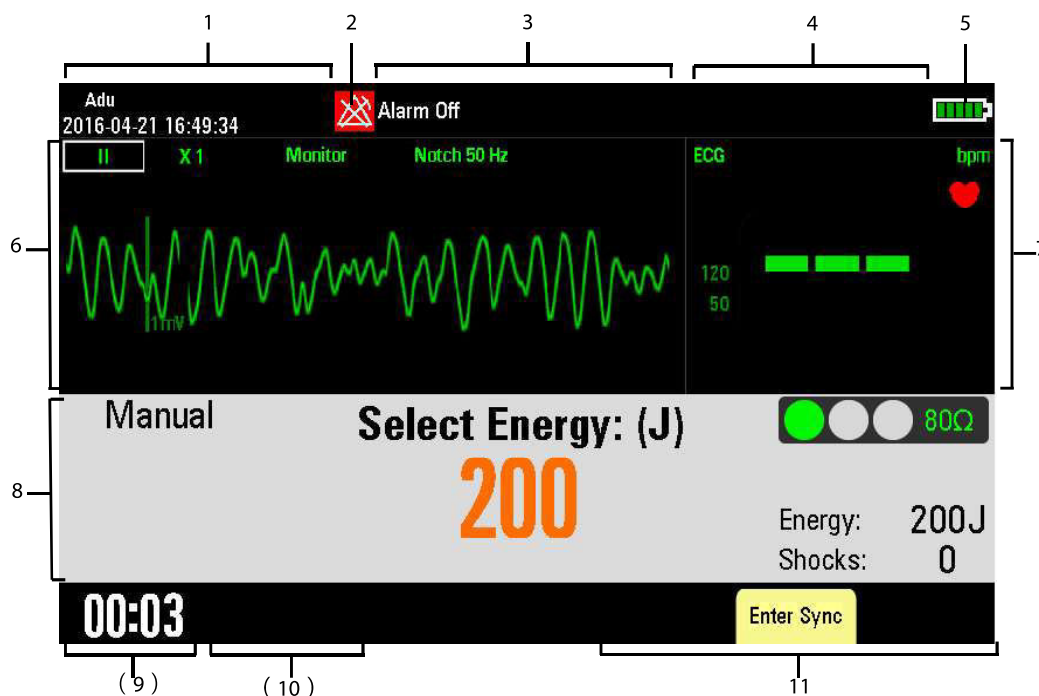 1 2 3 4 5
Adu
2016-04-21 16:49:34
Alarm Off
II X 1 Monitor Notch 50 Hz ECG bpm
6
120
50
1mV
Manual
Select Energy: (J)
80Ω
200
8
Energy: 200J
Shocks: 0
00:03
Enter Sync
( 9 ) ( 10 ) 11